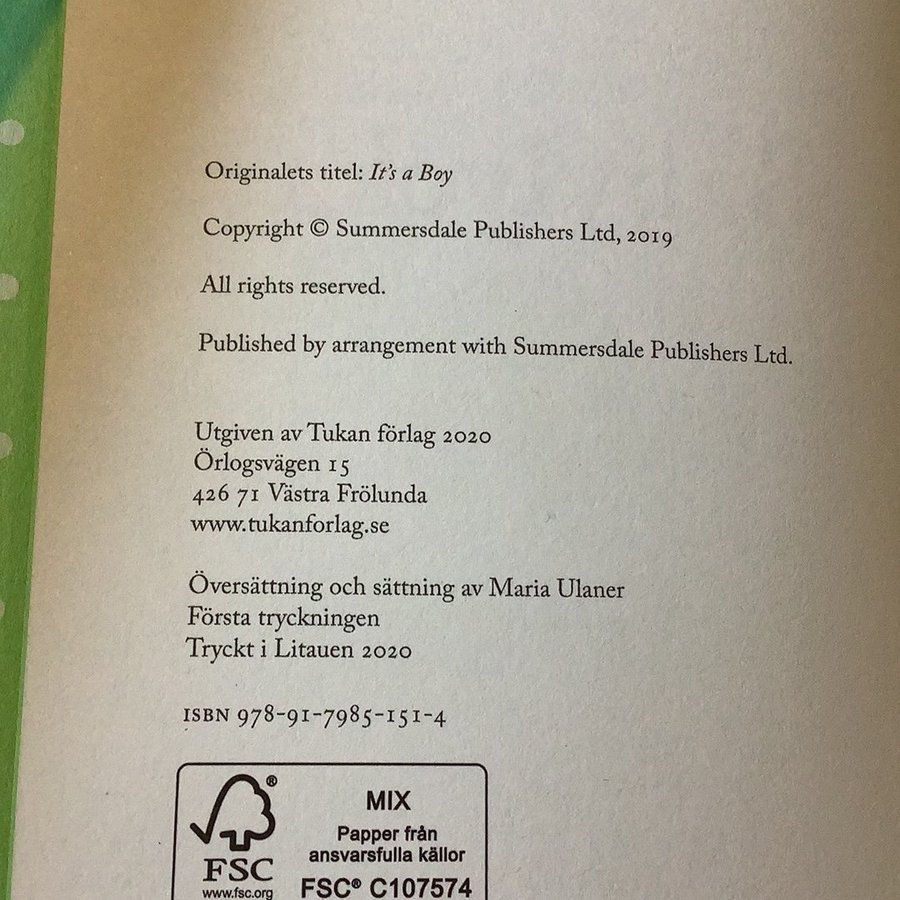 Originalets titel: It's a Boy
Copyright © Summersdale Publishers Ltd, 2019
All rights reserved.
Published by arrangement with Summersdale Publishers Ltd.
Utgiven av Tukan förlag 2020
Örlogsvägen 15
426 71 Västra Frölunda
www.tukanforlag.se
Översättning och sättning av Maria Ulaner
Första tryckningen
Tryckt i Litauen 2020
ISBN 978-91-7985-151-4
®
FSC
www.fsc.org
MIX
Papper från
ansvarsfulla källor
FSC® C107574